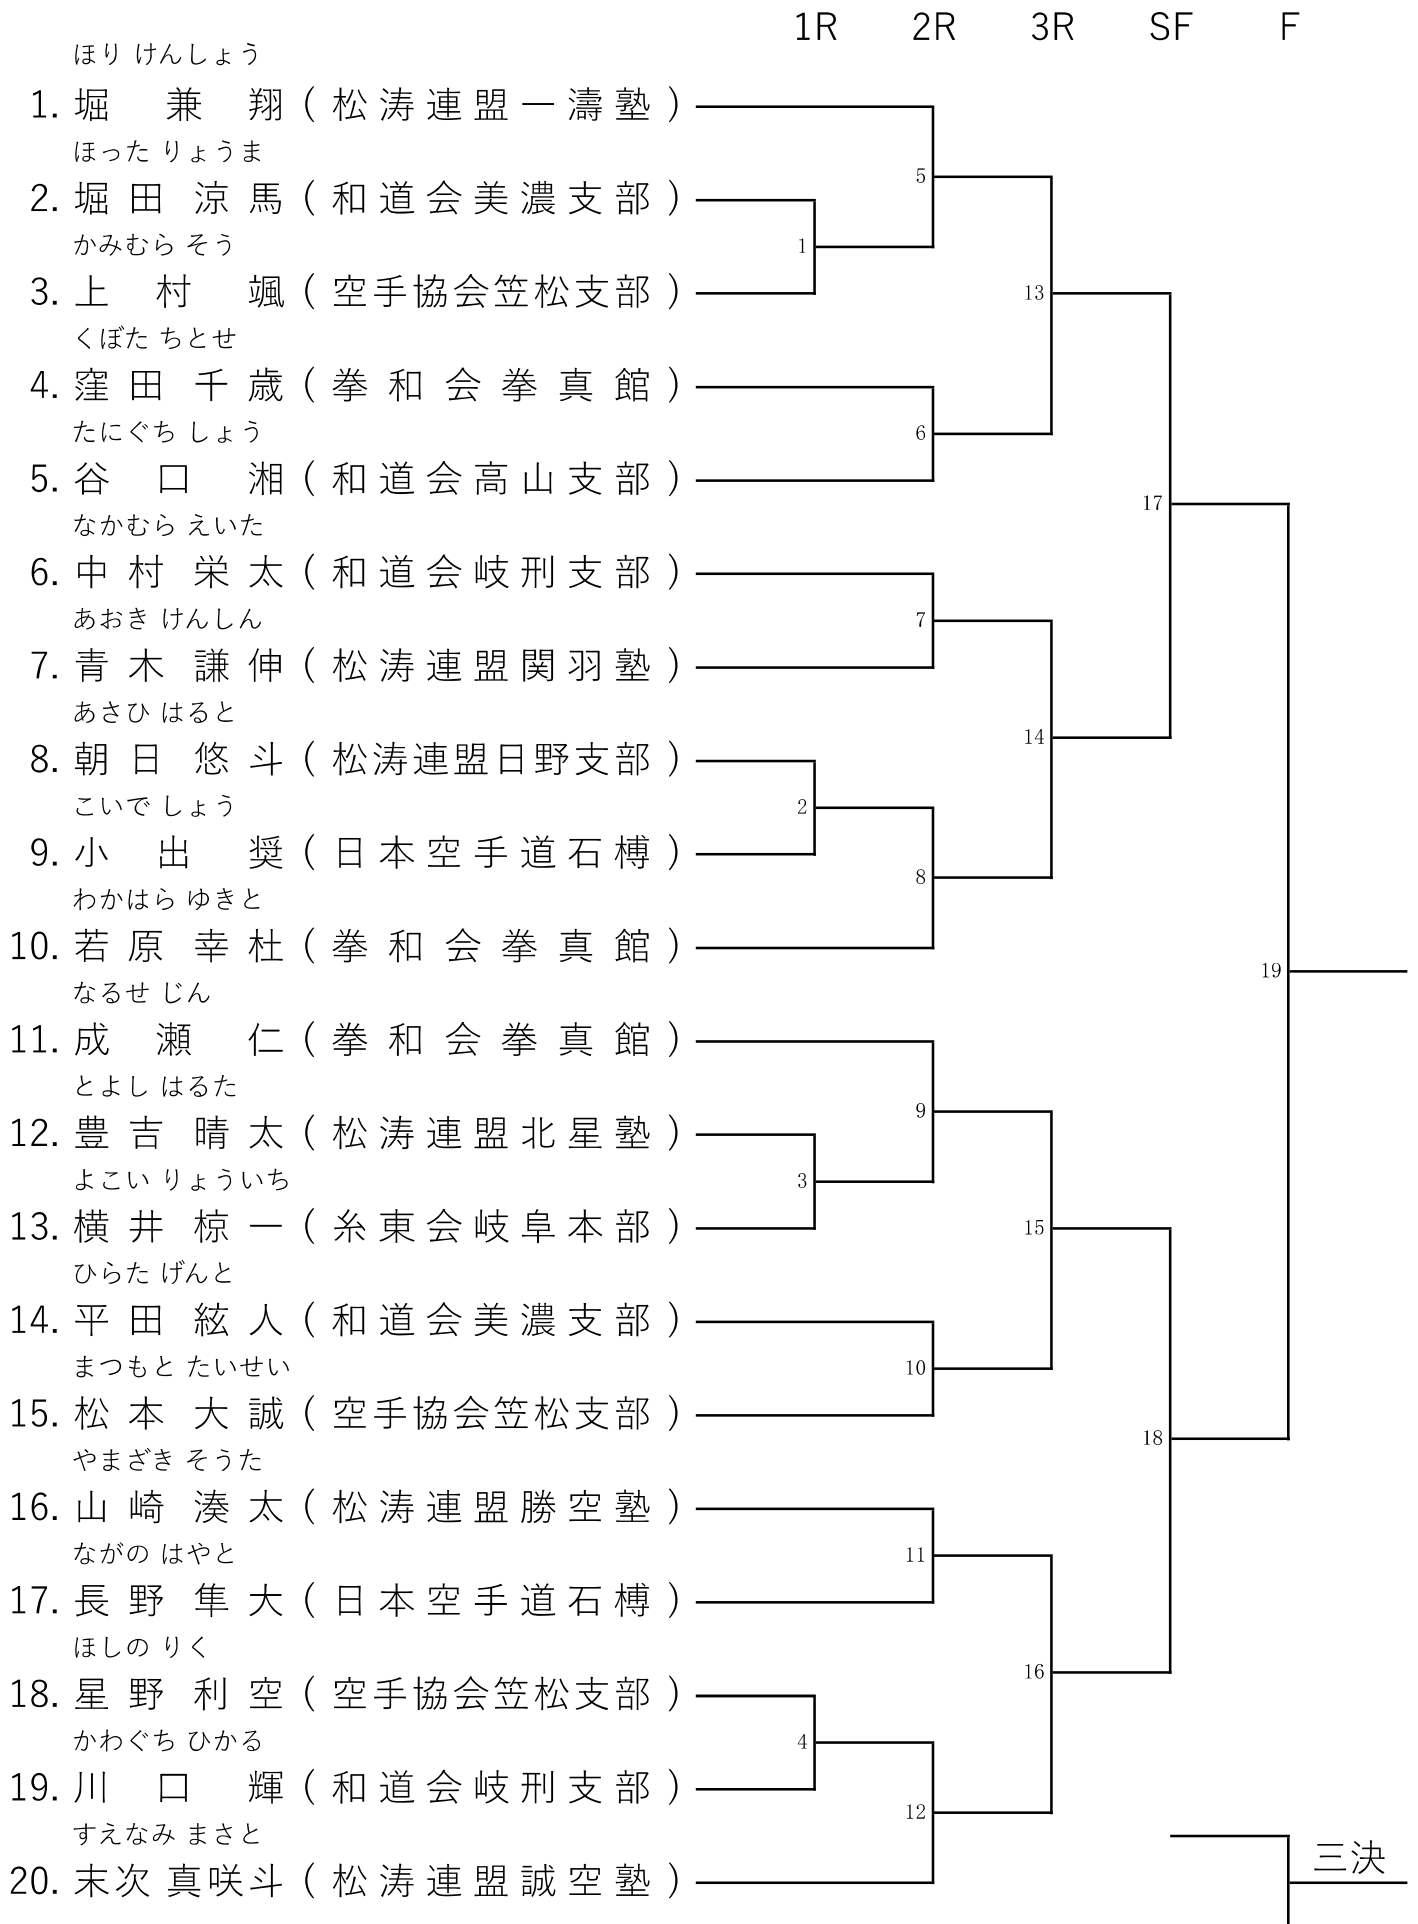 1R 2R 3R SF F
ほり けんしょう
1. 堀 兼 翔 ( 松涛連盟一濤塾 )
ほった りょうま
5
2. 堀田 涼馬 ( 和道会美濃支部 )
かみむら そう
1
3. 上 村 颯 ( 空手協会笠松支部 )
13
くぼた ちとせ
4. 窪田 千歳 ( 拳和会拳真館 )
たにぐち しょう
6
5. 谷 口 湘 ( 和道会高山支部 )
17
なかむら えいた
6. 中村 栄太 ( 和道会岐刑支部 )
あおき けんしん
7
7. 青木 謙伸 ( 松涛連盟関羽塾 )
あさひ はると
14
8. 朝日 悠斗 ( 松涛連盟日野支部 )
こいで しょう
2
9. 小 出 奨 ( 日本空手道石榑 )
8
わかはら ゆきと
10. 若原 幸杜 ( 拳和会拳真館 )
19
なるせ じん
11. 成 瀬 仁 ( 拳和会拳真館 )
とよし はるた
9
12. 豊吉 晴太 ( 松涛連盟北星塾 )
よこい りょういち
3
13. 横井 椋一 ( 糸東会岐阜本部 )
15
ひらた げんと
14. 平田 絃人 ( 和道会美濃支部 )
まつもと たいせい
10
15. 松本 大誠 ( 空手協会笠松支部 )
18
やまざき そうた
16. 山崎 湊太 ( 松涛連盟勝空塾 )
ながの はやと
11
17. 長野 隼大 ( 日本空手道石榑 )
ほしの りく
16
18. 星野 利空 ( 空手協会笠松支部 )
かわぐち ひかる
4
19. 川 口 輝 ( 和道会岐刑支部 )
12
すえなみ まさと
三決
20. 末次 真咲斗 ( 松涛連盟誠空塾 )